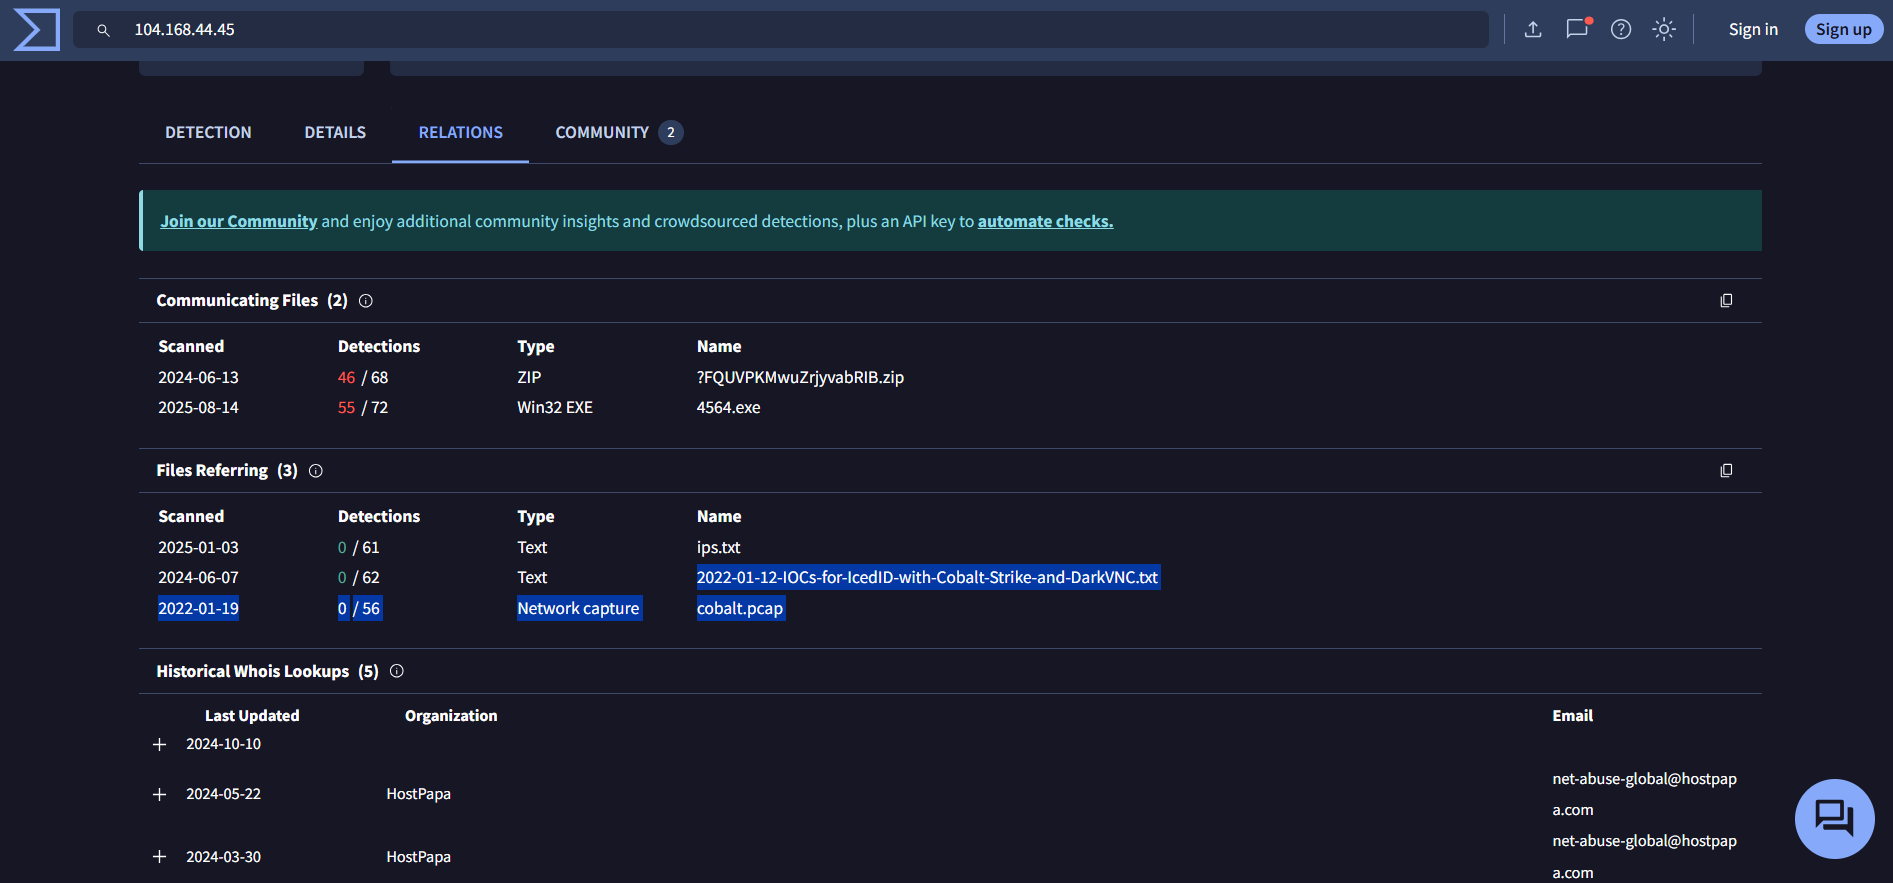 104.168.44.45
Sign in
Sign up
DETECTION DETAILS RELATIONS COMMUNITY 2
Join our Community and enjoy additional community insights and crowdsourced detections, plus an API key to automate checks.
Communicating Files (2)
Scanned Detections Type Name
2024-06-13 46 / 68 ZIP ?FQUVPKMwuZrjyvabRIB.zip
2025-08-14 55 / 72 Win32 EXE 4564.exe
Files Referring (3)
Scanned Detections Type Name
2025-01-03 0 / 61 Text ips.txt
2024-06-07 0 / 62 Text 2022-01-12-IOCs-for-IcedID-with-Cobalt-Strike-and-DarkVNC.txt
2022-01-19 0 / 56 Network capture cobalt.pcap
Historical Whois Lookups (5)
Last Updated Organization Email
2024-10-10
2024-05-22 HostPapa net-abuse-global@hostpap
a.com
2024-03-30 HostPapa net-abuse-global@hostpap
a.com